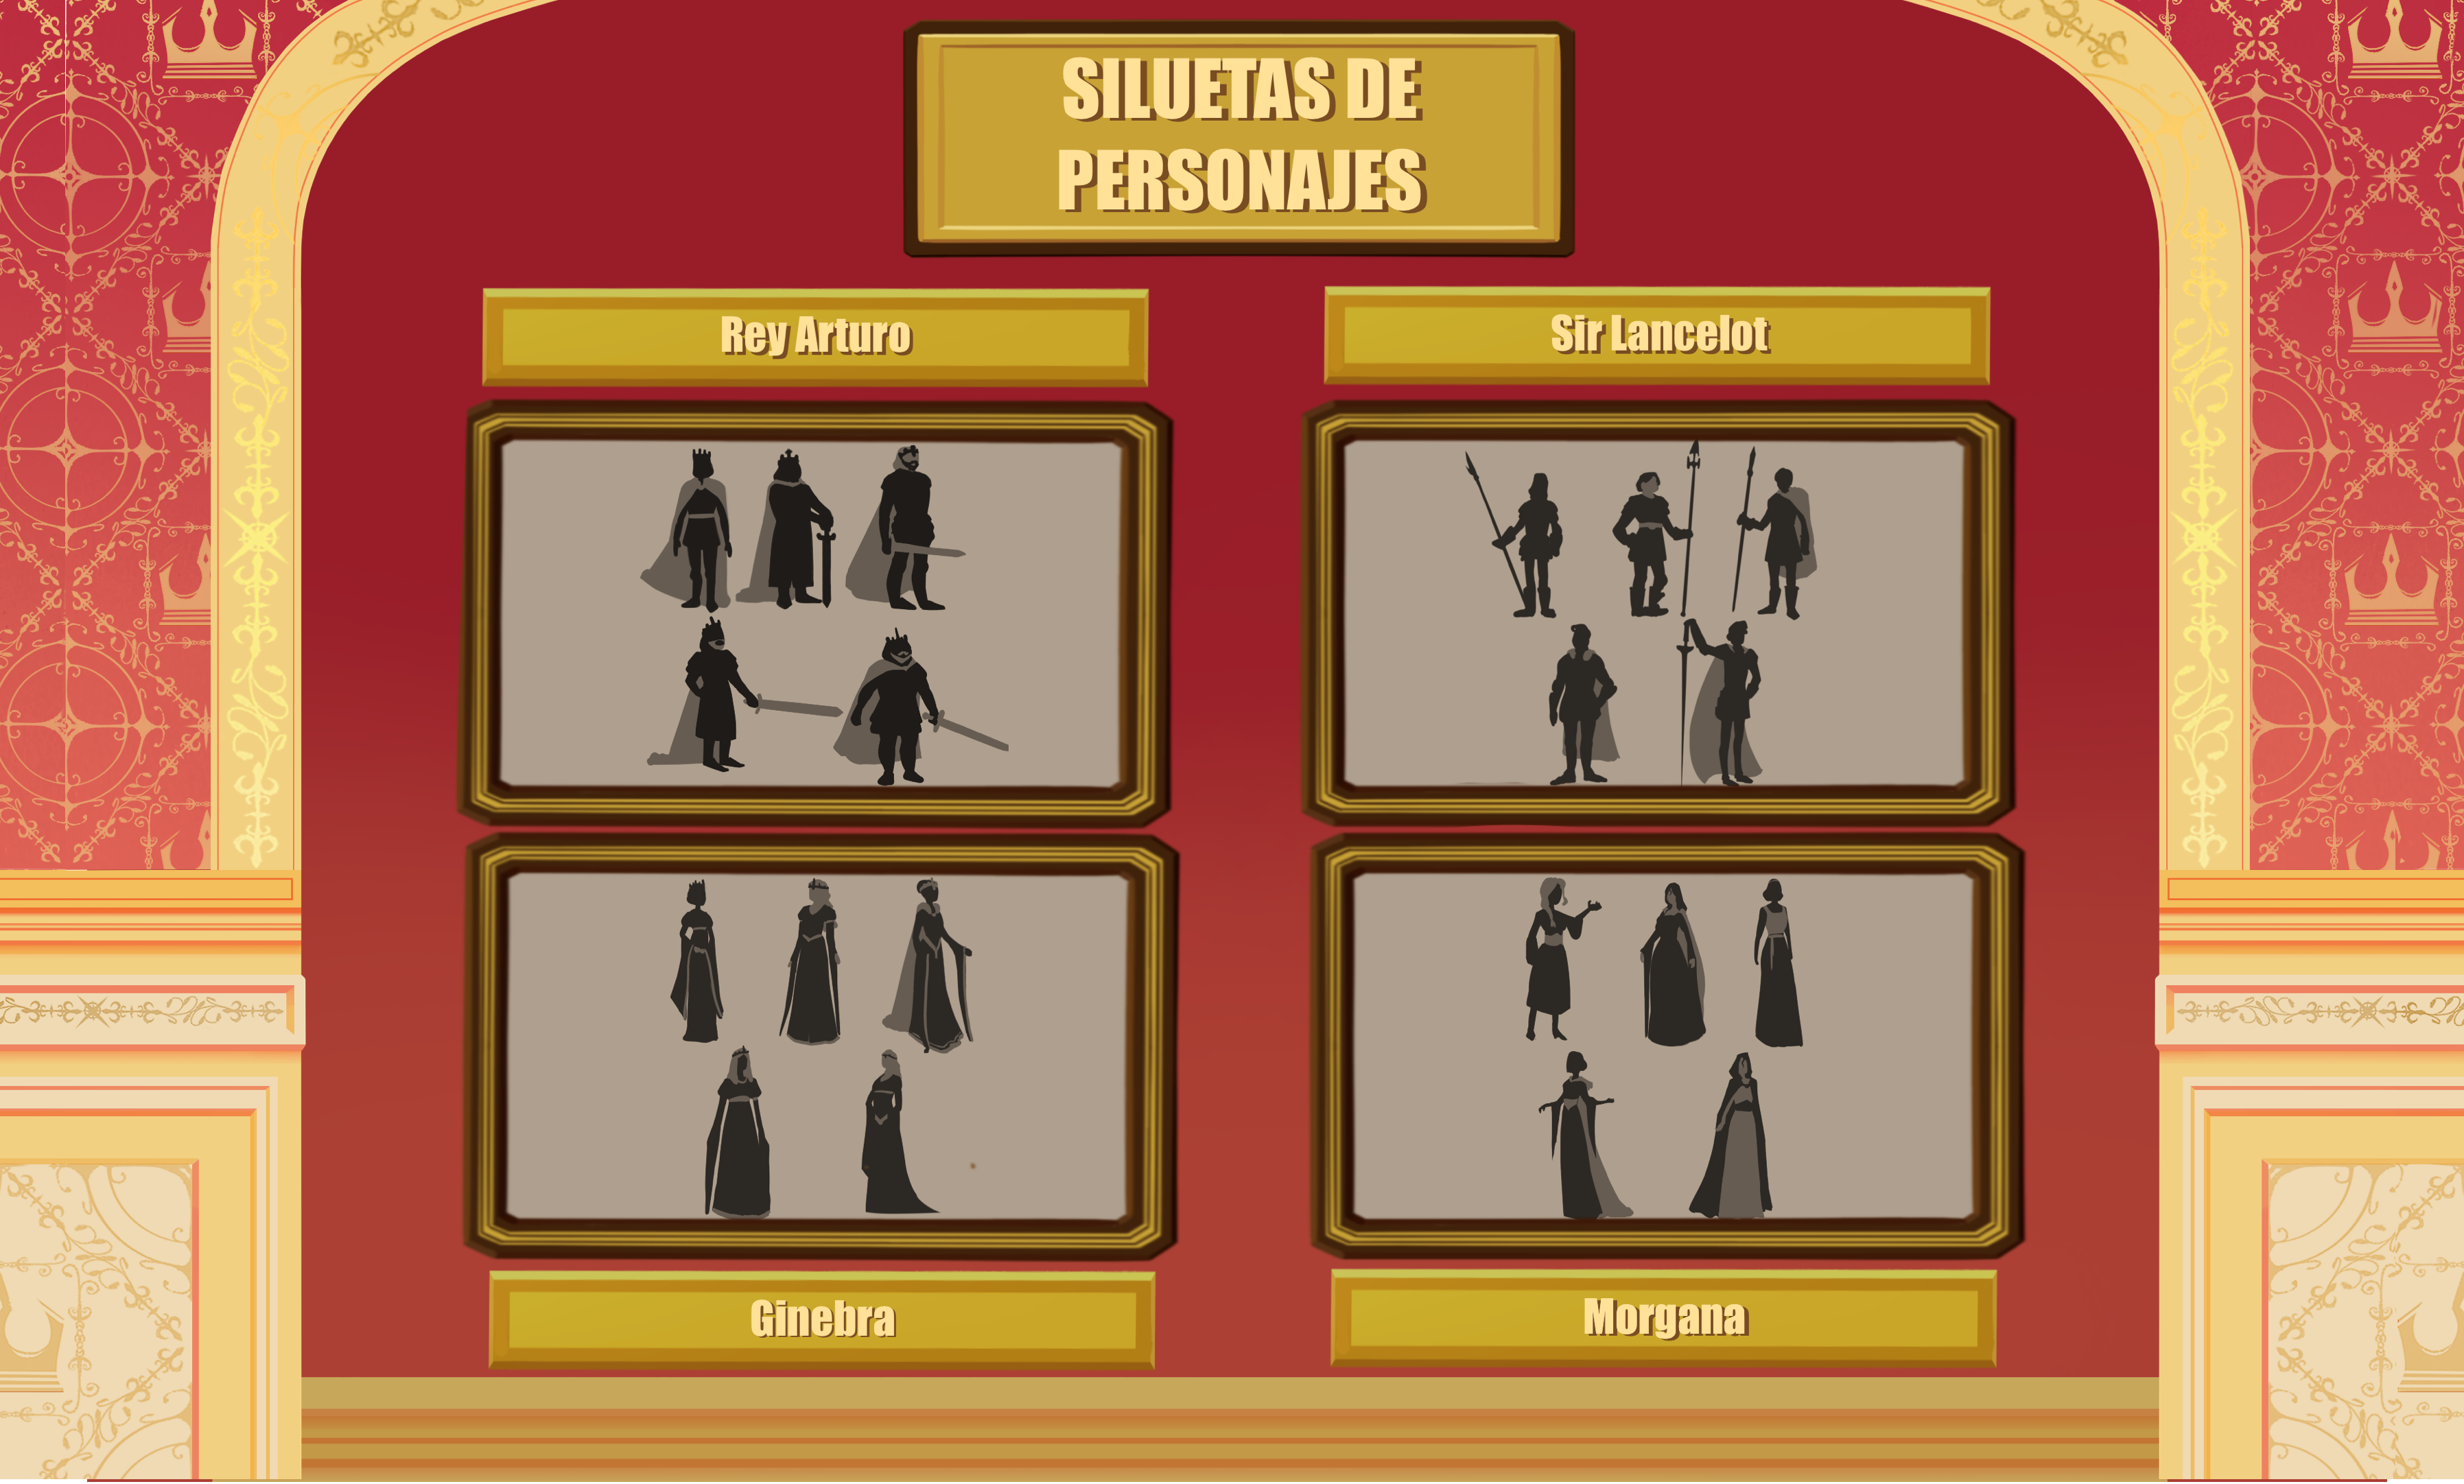 SILUETAS DE
PERSONAJES
Rey Arturo
Sir Lancelot
Ginebra
Morgana